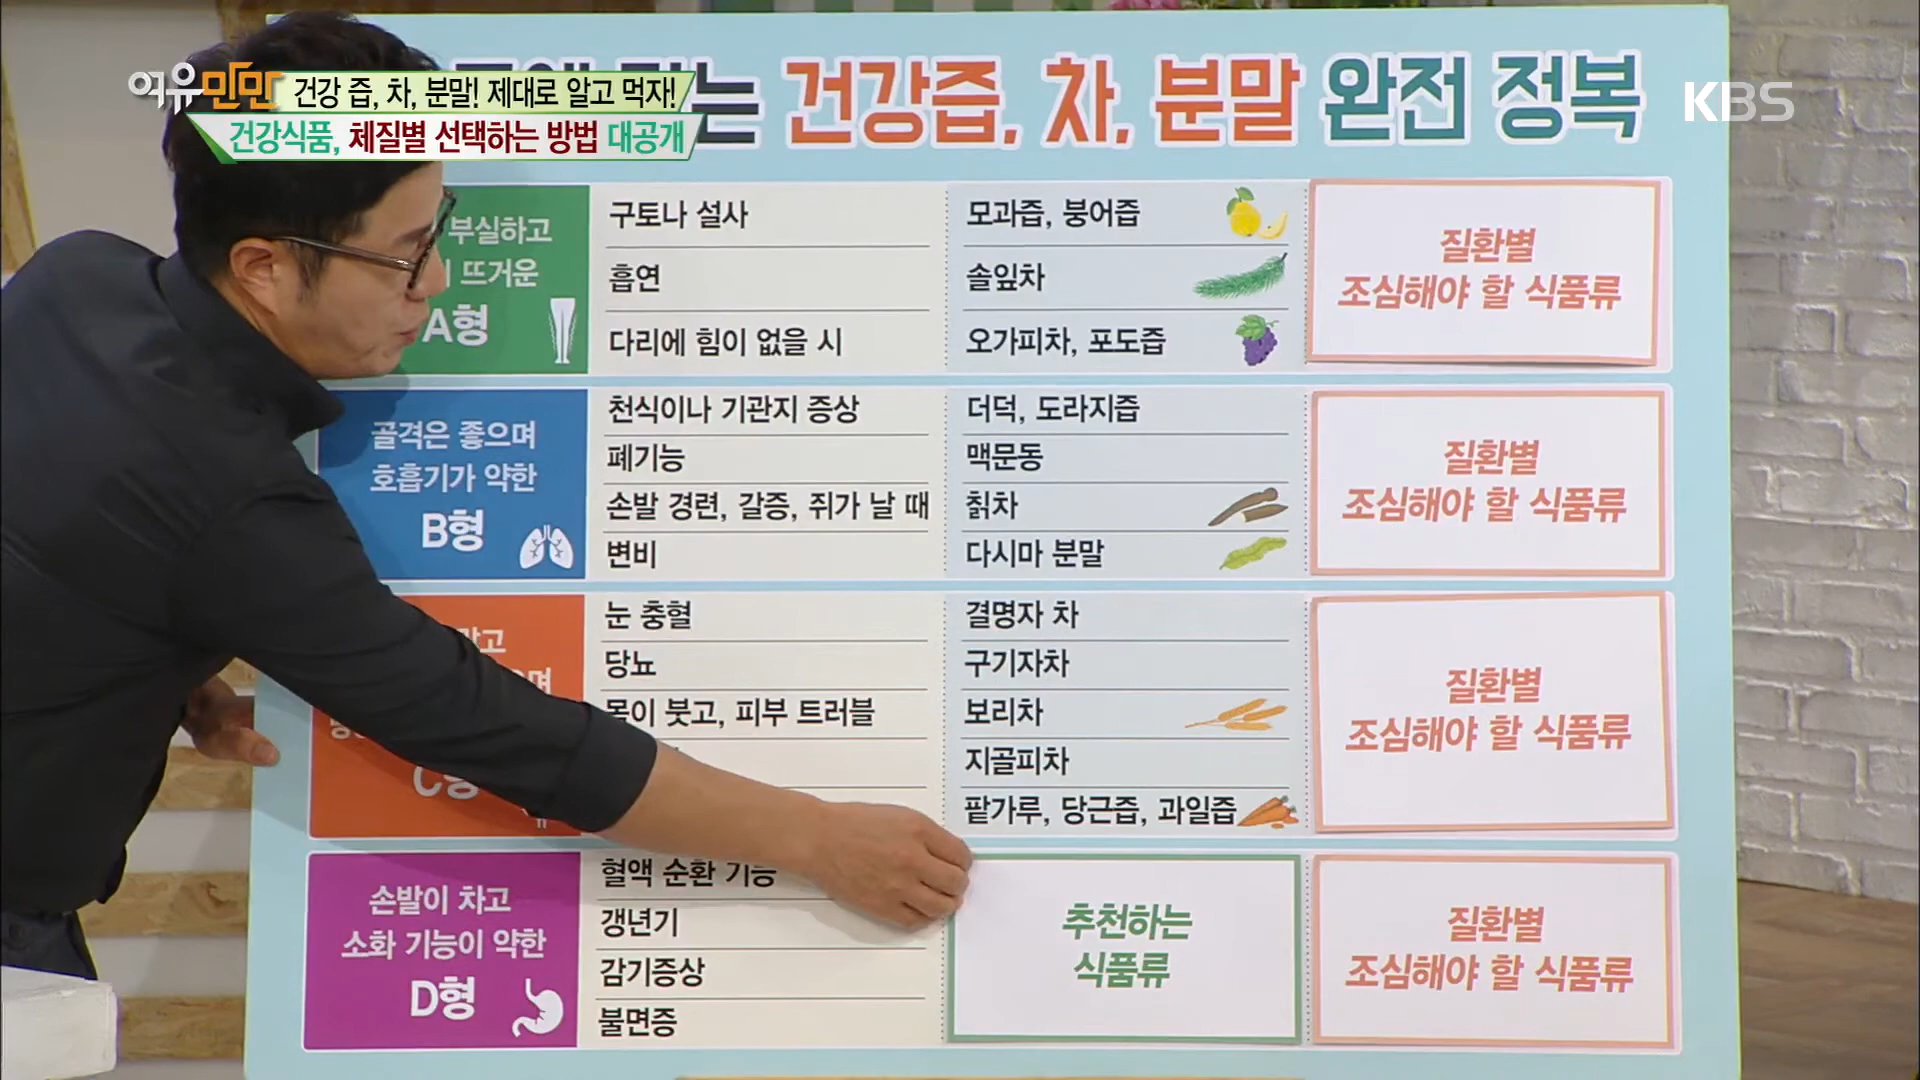 여유만만
건강 즙, 차, 분말! 제대로 알고 먹자!
건강식품, 체질별 선택하는 방법 대공개
KBS
건강즙, 차, 분말 완전 정복
부실하고
뜨거운
A형
구토나 설사
흡연
다리에 힘이 없을 시
모과즙, 붕어즙
솔잎차
오가피차, 포도즙
질환별
조심해야 할 식품류
골격은 좋으며
호흡기가 약한
B형
천식이나 기관지 증상
폐기능
손발 경련, 갈증, 쥐가 날 때
변비
더덕, 도라지즙
맥문동
칡차
다시마 분말
질환별
조심해야 할 식품류
C형
눈 충혈
당뇨
몸이 붓고, 피부 트러블
결명자 차
구기자차
보리차
지골피차
팥가루, 당근즙, 과일즙
질환별
조심해야 할 식품류
손발이 차고
소화 기능이 약한
D형
혈액 순환 기능
갱년기
감기증상
불면증
추천하는
식품류
질환별
조심해야 할 식품류